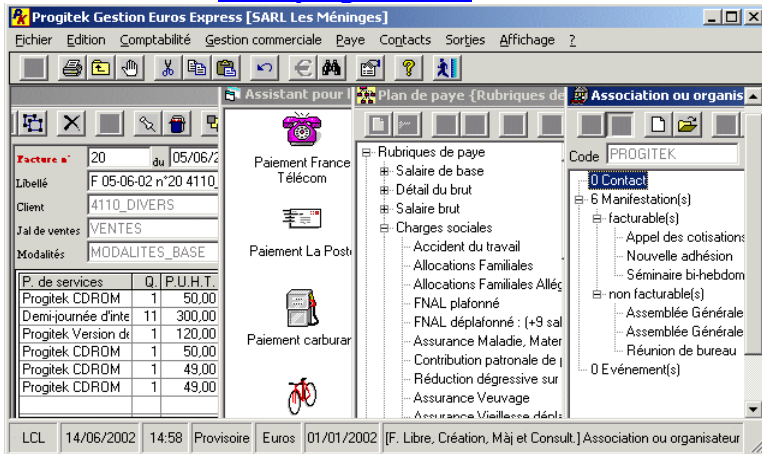 Progitek Gestion Euros Express [SARL Les Méninges]
Fichier Edition Comptabilité Gestion commerciale Paye Contacts Sorties Affichage ?
Assistant pour l
Paiement France Télécom
Paiement La Poste
Paiement carburan
Plan de paye {Rubriques de
Rubriques de paye
Salaire de base
Détail du brut
Salaire brut
Charges sociales
Accident du travail
Allocations Familiales
Allocations Familiales Allég
FNAL plafonné
FNAL déplafonné : (+9 sal
Assurance Maladie, Mater
Contribution patronale de
Réduction dégressive sur
Assurance Veuvage
Assurance Vieillesse dépla
Association ou organis
Code PROGITEK
0 Contact
6 Manifestation(s)
facturable(s)
Appel des cotisations
Nouvelle adhésion
Séminaire bi-hebdom
non facturable(s)
Assemblée Générale
Assemblée Générale
Réunion de bureau
0 Evénement(s)
Facture n° 20 du 05/06/2
Libellé F 05-06-02 n°20 4110_
Client 4110_DIVERS
Jal de ventes VENTES
Modalités MODALITES_BASE
P. de services Q. P.U.H.T.
Progitek CDROM 1 50,00
Demi-journée d'inte 11 300,00
Progitek Version de 1 120,00
Progitek CDROM 1 50,00
Progitek CDROM 1 49,00
Progitek CDROM 1 49,00
LCL 14/06/2002 14:58 Provisoire Euros 01/01/2002 [F. Libre, Création, Màj et Consult.] Association ou organisateur